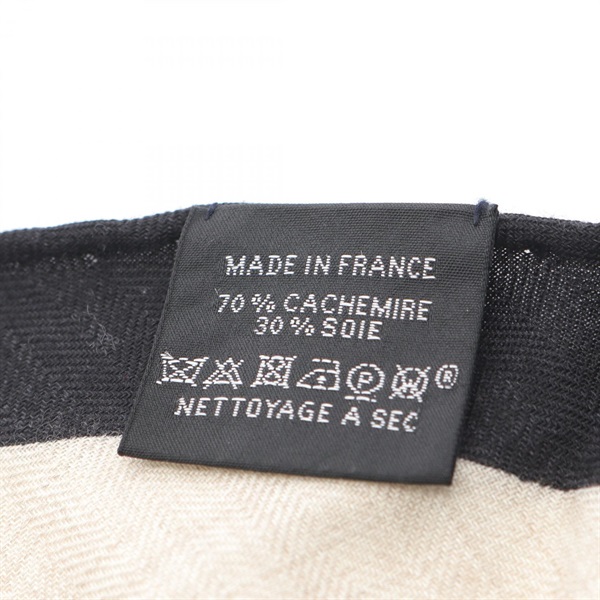 MADE IN FRANCE
70 % CACHEMIRE
30 % SOIE
P W ®
NETTOYAGE A SEC